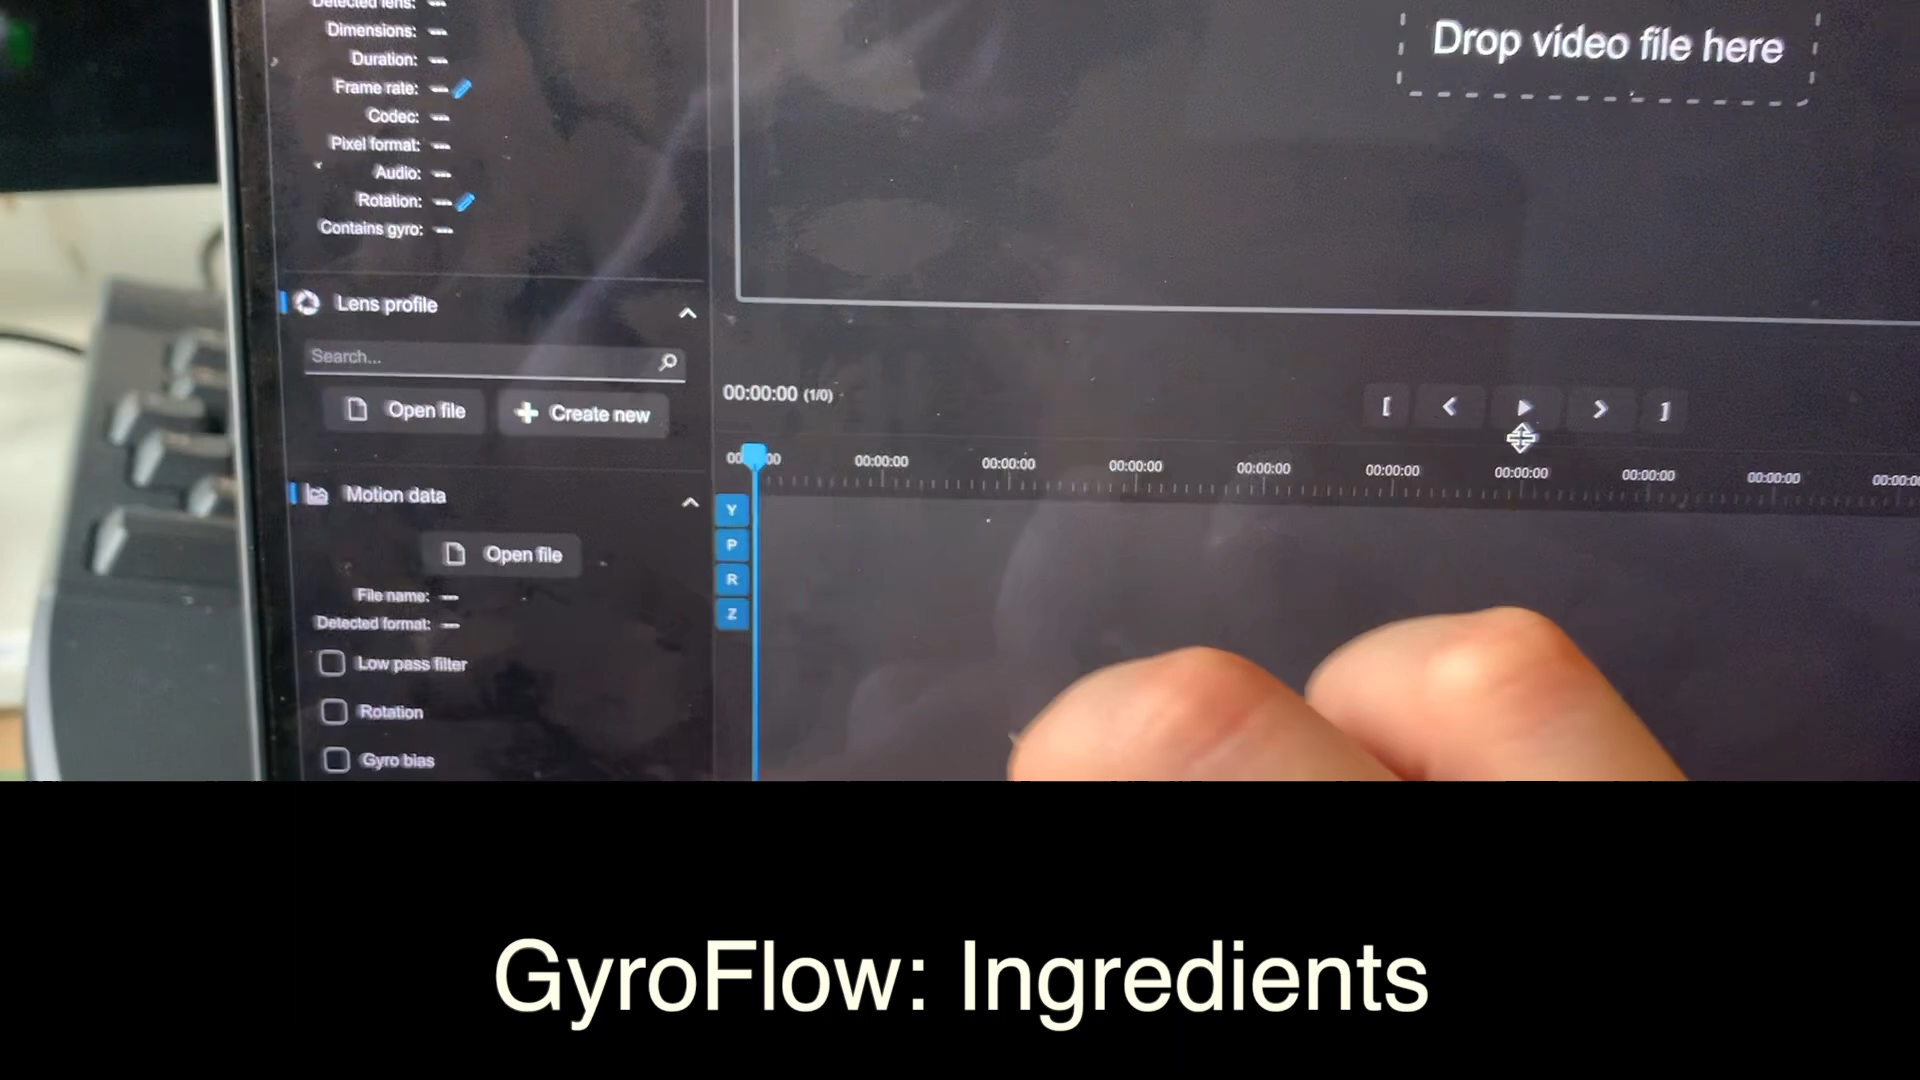 Detected lens: ---
Dimensions: ---
Duration: ---
Frame rate: ---
Codec: ---
Pixel format: ---
Audio: ---
Rotation: ---
Contains gyro: ---
Lens profile
Search...
Open file
Create new
Motion data
Open file
File name: ---
Detected format: ---
Low pass filter
Rotation
Gyro bias
Drop video file here
00:00:00 (1/0)
[ < > ]
00:00:00 00:00:00 00:00:00 00:00:00 00:00:00 00:00:00 00:00:00 00:00:00
Y
P
R
Z
GyroFlow: Ingredients